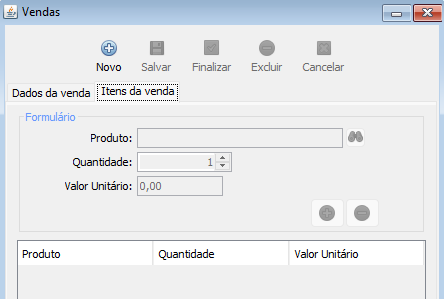 Vendas
Novo Salvar Finalizar Excluir Cancelar
Dados da venda Itens da venda
Formulário
Produto:
Quantidade: 1
Valor Unitário: 0,00
Produto Quantidade Valor Unitário